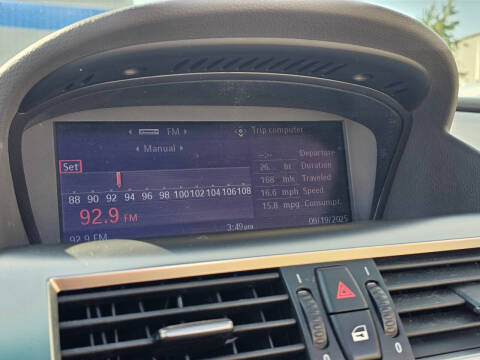 FM
Trip computer
Manual
Set
--:-- Departure
26... hr Duration
168 mls Traveled
16.6 mph Speed
15.8 mpg Consumpt.
88 90 92 94 96 98 100 102 104 106 108
92.9 FM
3:49am
09/19/2025
92.9 FM
I I
0 0